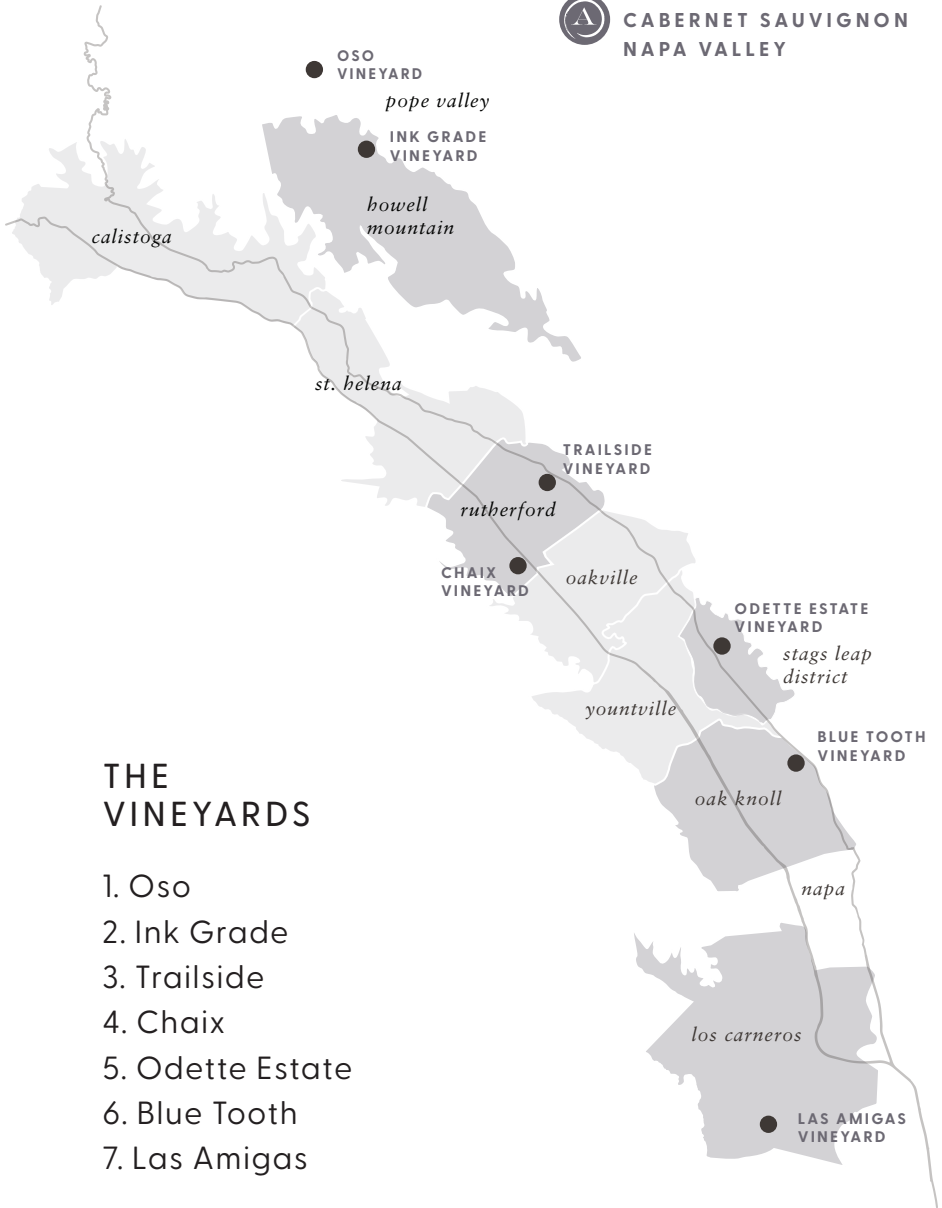 A
CABERNET SAUVIGNON
NAPA VALLEY
OSO
VINEYARD
pope valley
INK GRADE
VINEYARD
howell
mountain
calistoga
st. helena
TRAILSIDE
VINEYARD
rutherford
CHAIX
VINEYARD
oakville
ODETTE ESTATE
VINEYARD
stags leap
district
yountville
BLUE TOOTH
VINEYARD
oak knoll
napa
los carneros
LAS AMIGAS
VINEYARD
THE
VINEYARDS
1. Oso
2. Ink Grade
3. Trailside
4. Chaix
5. Odette Estate
6. Blue Tooth
7. Las Amigas